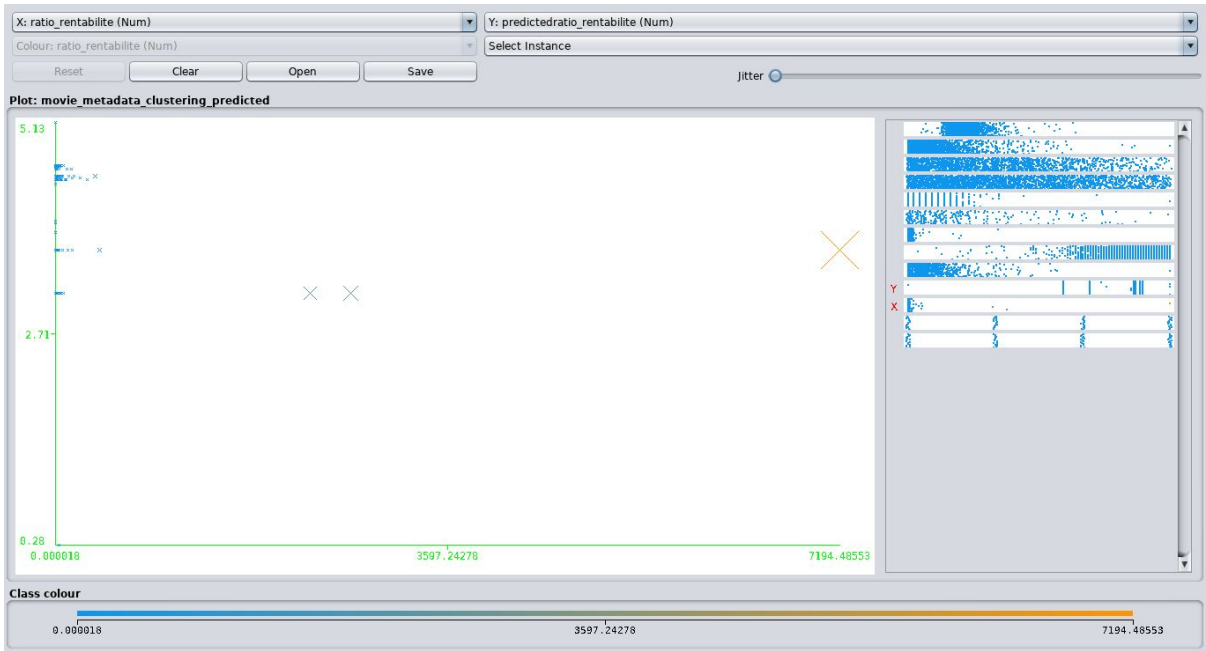 X: ratio_rentabilite (Num)
Y: predictedratio_rentabilite (Num)
Colour: ratio_rentabilite (Num)
Select Instance
Reset
Clear
Open
Save
Jitter
Plot: movie_metadata_clustering_predicted
5.13
2.71
0.28
0.000018
3597.24278
7194.48553
Y
X
Class colour
0.000018
3597.24278
7194.48553